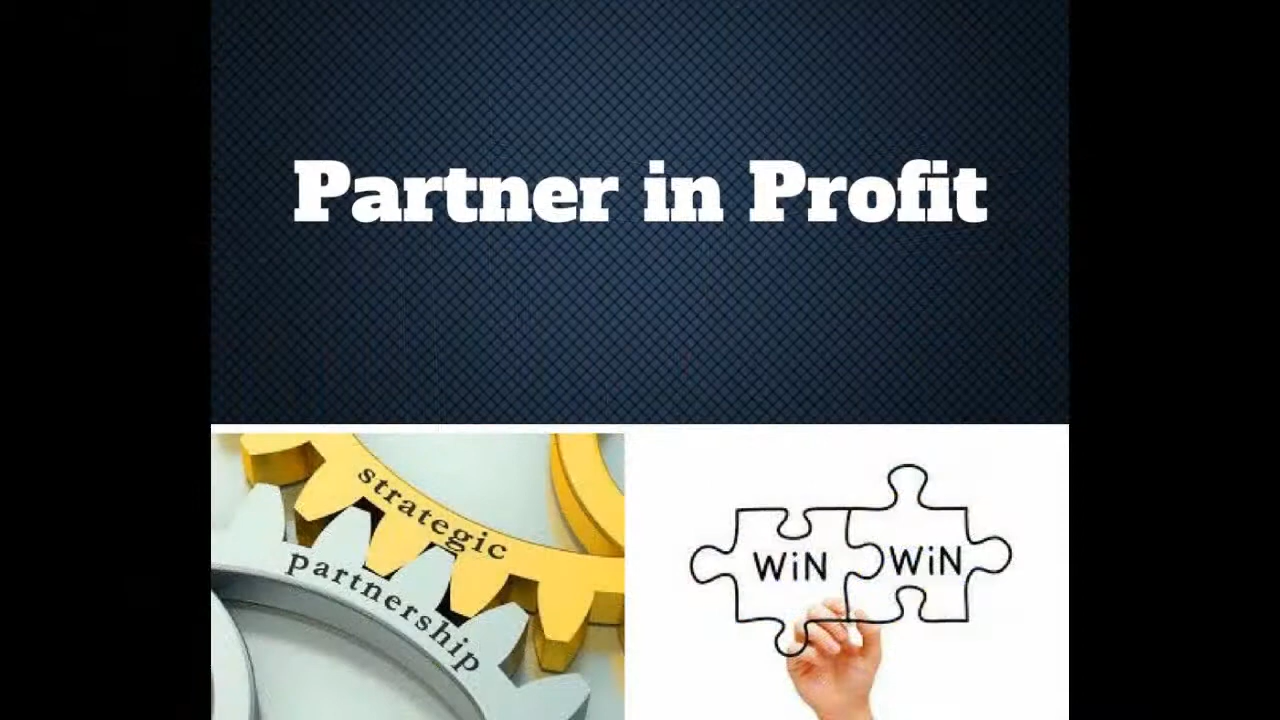 Partner in Profit
strategic
partnership
WiN WiN